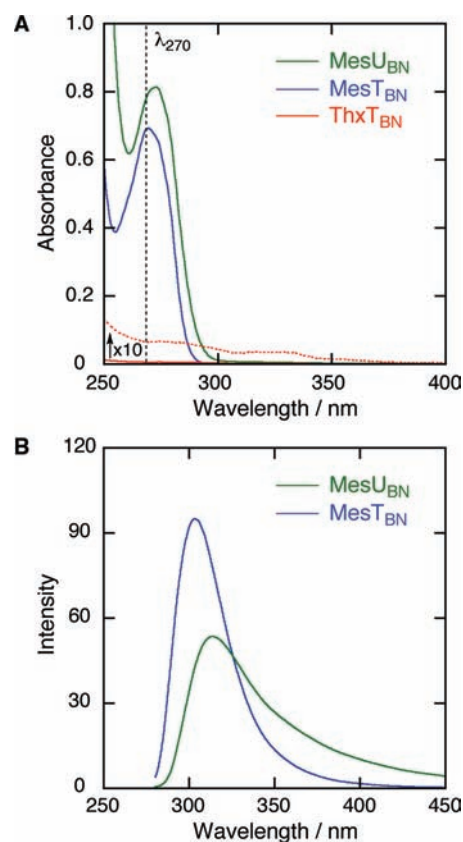 A
λ270
MesUBN
MesTBN
ThxTBN
1.0
0.8
0.6
0.4
0.2
0
Absorbance
x10
250 300 350 400
Wavelength / nm
B
MesUBN
MesTBN
120
90
60
30
0
Intensity
250 300 350 400 450
Wavelength / nm